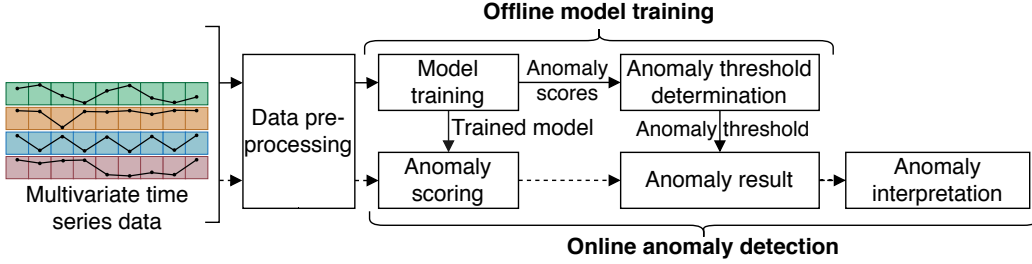 Offline model training
Multivariate time
series data
Data pre-
processing
Model
training
Anomaly
scores
Anomaly threshold
determination
Trained model
Anomaly threshold
Anomaly
scoring
Anomaly result
Anomaly
interpretation
Online anomaly detection